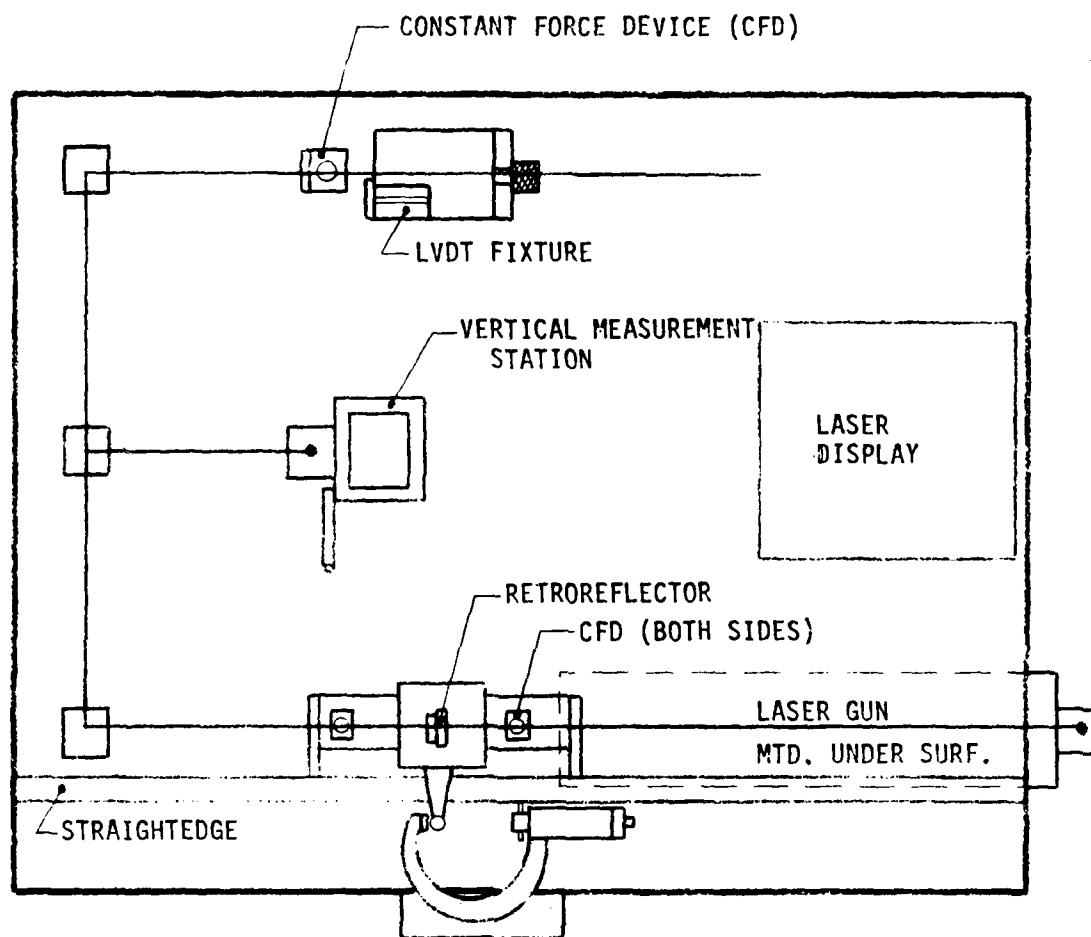 CONSTANT FORCE DEVICE (CFD)
LVDT FIXTURE
VERTICAL MEASUREMENT
STATION
LASER
DISPLAY
RETROREFLECTOR
CFD (BOTH SIDES)
LASER GUN
MTD. UNDER SURF.
STRAIGHTEDGE